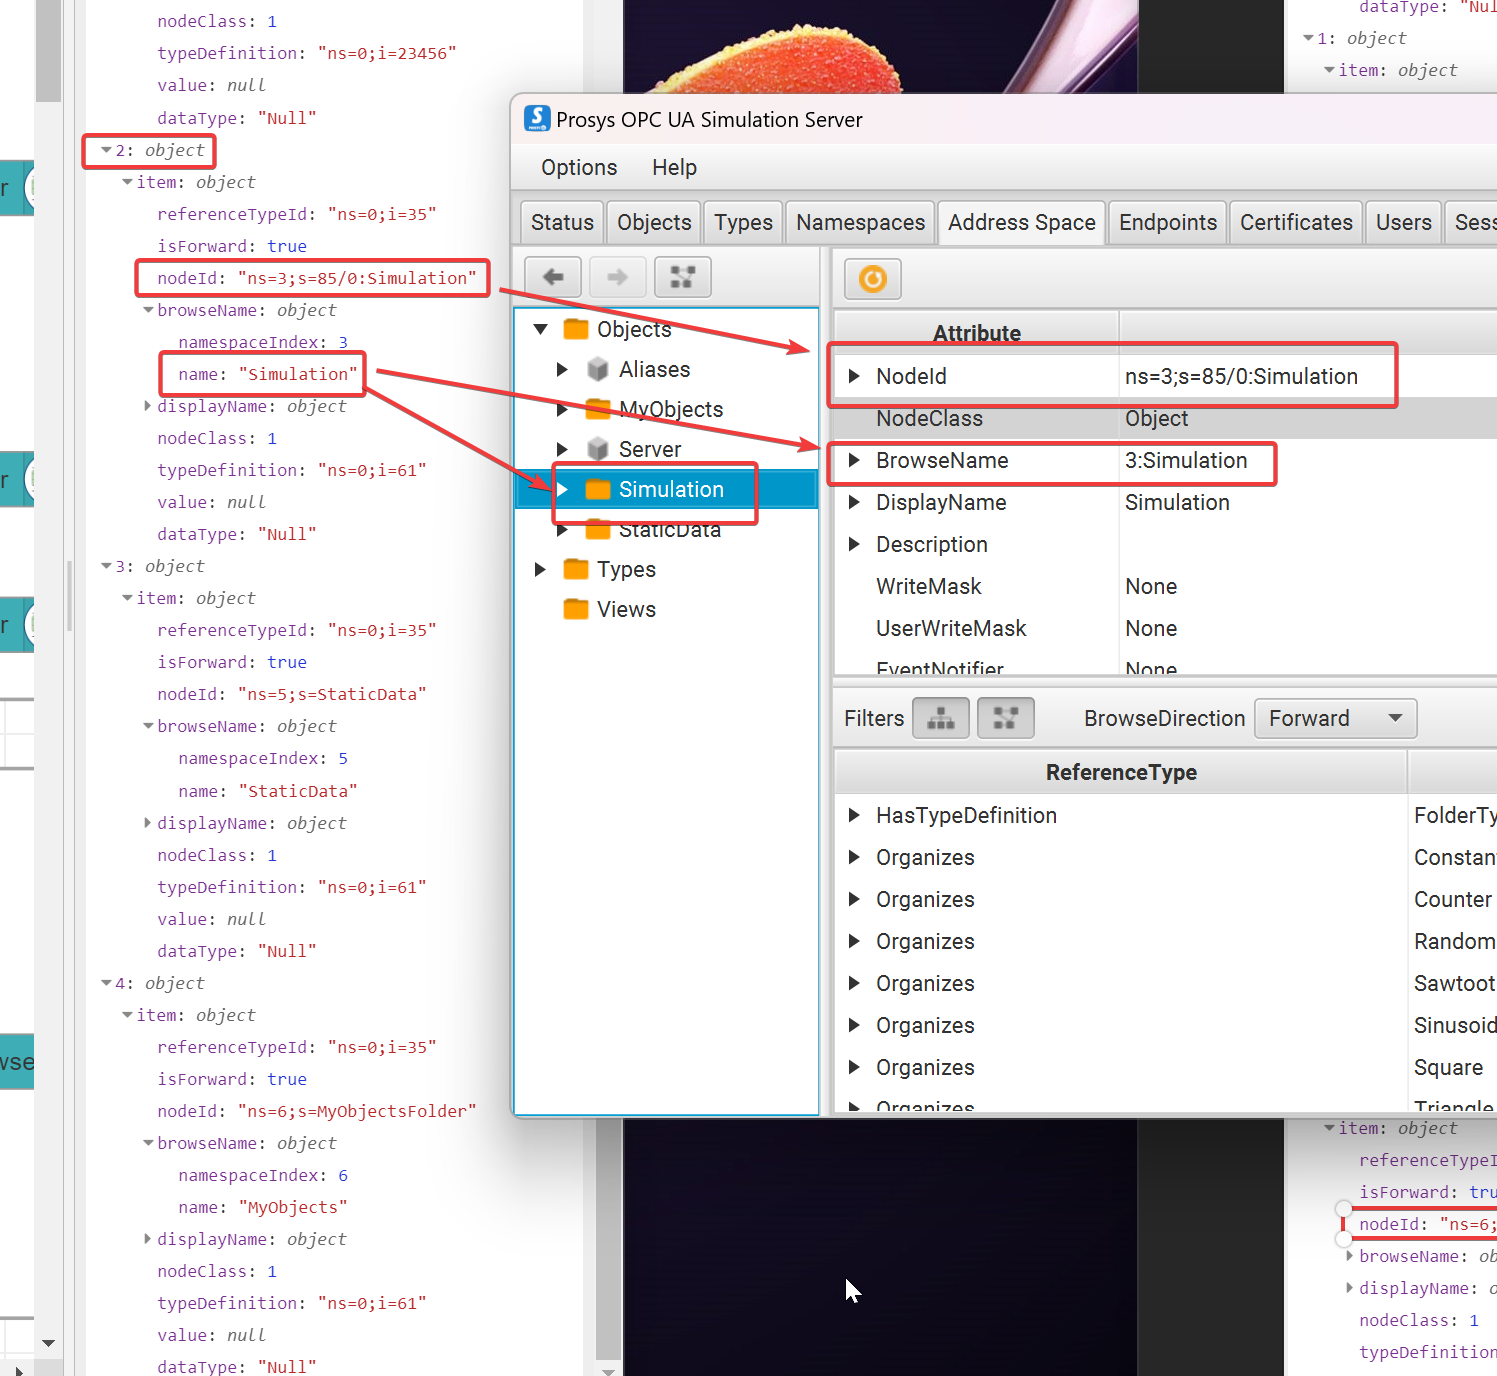 nodeClass: 1
typeDefinition: "ns=0;i=23456"
value: null
dataType: "Null"
2: object
item: object
referenceTypeId: "ns=0;i=35"
isForward: true
nodeId: "ns=3;s=85/0:Simulation"
browseName: object
namespaceIndex: 3
name: "Simulation"
displayName: object
nodeClass: 1
typeDefinition: "ns=0;i=61"
value: null
dataType: "Null"
3: object
item: object
referenceTypeId: "ns=0;i=35"
isForward: true
nodeId: "ns=5;s=StaticData"
browseName: object
namespaceIndex: 5
name: "StaticData"
displayName: object
nodeClass: 1
typeDefinition: "ns=0;i=61"
value: null
dataType: "Null"
4: object
item: object
referenceTypeId: "ns=0;i=35"
isForward: true
nodeId: "ns=6;s=MyObjectsFolder"
browseName: object
namespaceIndex: 6
name: "MyObjects"
displayName: object
nodeClass: 1
typeDefinition: "ns=0;i=61"
value: null
dataType: "Null"
Prosys OPC UA Simulation Server
Options Help
Status Objects Types Namespaces Address Space Endpoints Certificates Users Sess
Objects
Aliases
MyObjects
Server
Simulation
StaticData
Types
Views
Attribute
NodeId ns=3;s=85/0:Simulation
NodeClass Object
BrowseName 3:Simulation
DisplayName Simulation
Description
WriteMask None
UserWriteMask None
EventNotifier None
Filters BrowseDirection Forward
ReferenceType
HasTypeDefinition FolderTy
Organizes Constan
Organizes Counter
Organizes Random
Organizes Sawtoot
Organizes Sinusoid
Organizes Square
Organizes Triangle
dataType: "Nul
1: object
item: object
item: object
referenceTypeI
isForward: tru
nodeId: "ns=6;
browseName: ob
displayName: o
nodeClass: 1
typeDefinition
r
r
r
wse